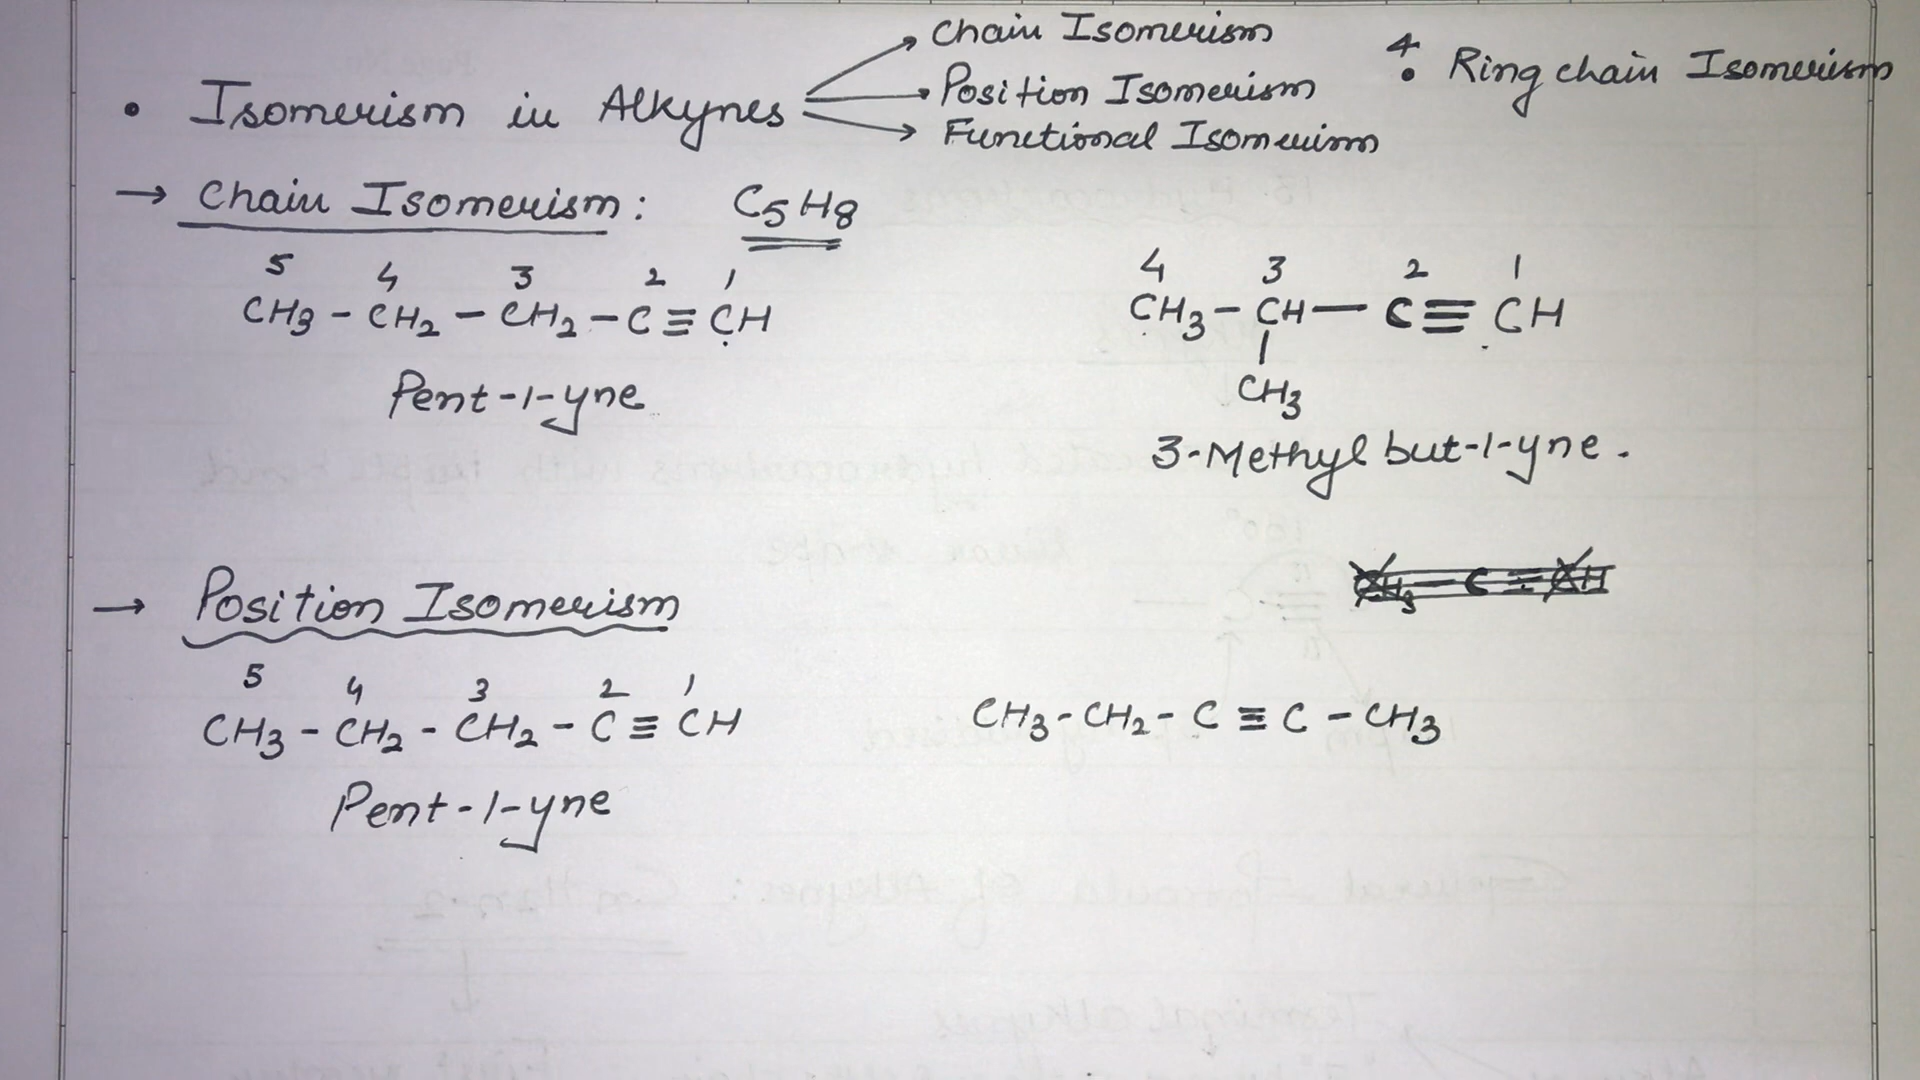 Chain Isomerism
• Isomerism in Alkynes Position Isomerism 4. Ring chain Isomerism
Functional Isomerism
→ Chain Isomerism: C5H8
5 4 3 2 1
CH3 - CH2 - CH2 - C ≡ CH
Pent-1-yne
4 3 2 1
CH3 - CH - C ≡ CH
CH3
3-Methyl but-1-yne.
→ Position Isomerism
5 4 3 2 1
CH3 - CH2 - CH2 - C ≡ CH
Pent-1-yne
CH3 - CH2 - C ≡ C - CH3